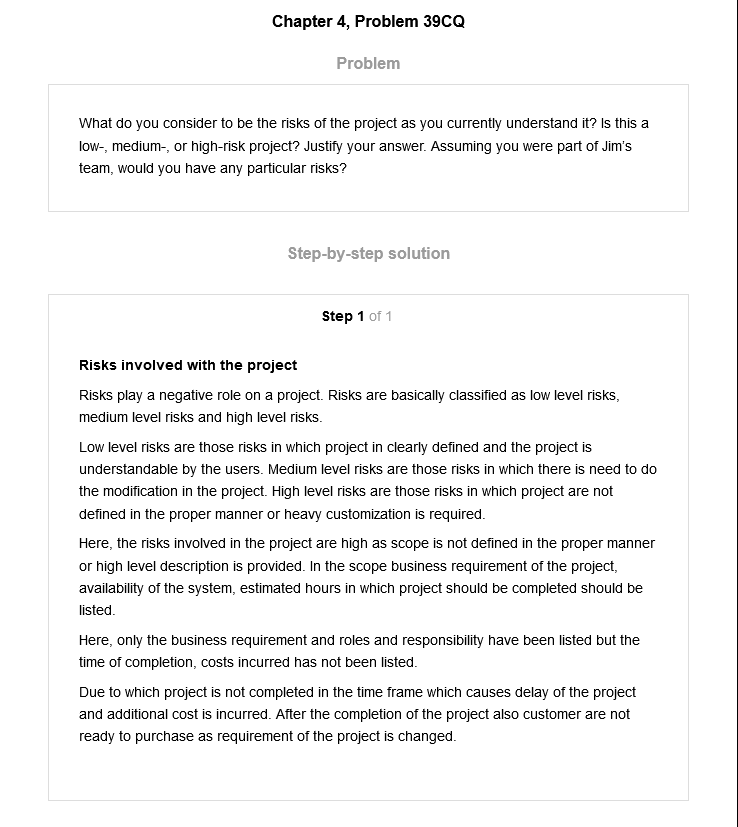 Chapter 4, Problem 39CQ
Problem
What do you consider to be the risks of the project as you currently understand it? Is this a
low-, medium-, or high-risk project? Justify your answer. Assuming you were part of Jim's
team, would you have any particular risks?
Step-by-step solution
Step 1 of 1
Risks involved with the project
Risks play a negative role on a project. Risks are basically classified as low level risks,
medium level risks and high level risks.
Low level risks are those risks in which project in clearly defined and the project is
understandable by the users. Medium level risks are those risks in which there is need to do
the modification in the project. High level risks are those risks in which project are not
defined in the proper manner or heavy customization is required.
Here, the risks involved in the project are high as scope is not defined in the proper manner
or high level description is provided. In the scope business requirement of the project,
availability of the system, estimated hours in which project should be completed should be
listed.
Here, only the business requirement and roles and responsibility have been listed but the
time of completion, costs incurred has not been listed.
Due to which project is not completed in the time frame which causes delay of the project
and additional cost is incurred. After the completion of the project also customer are not
ready to purchase as requirement of the project is changed.